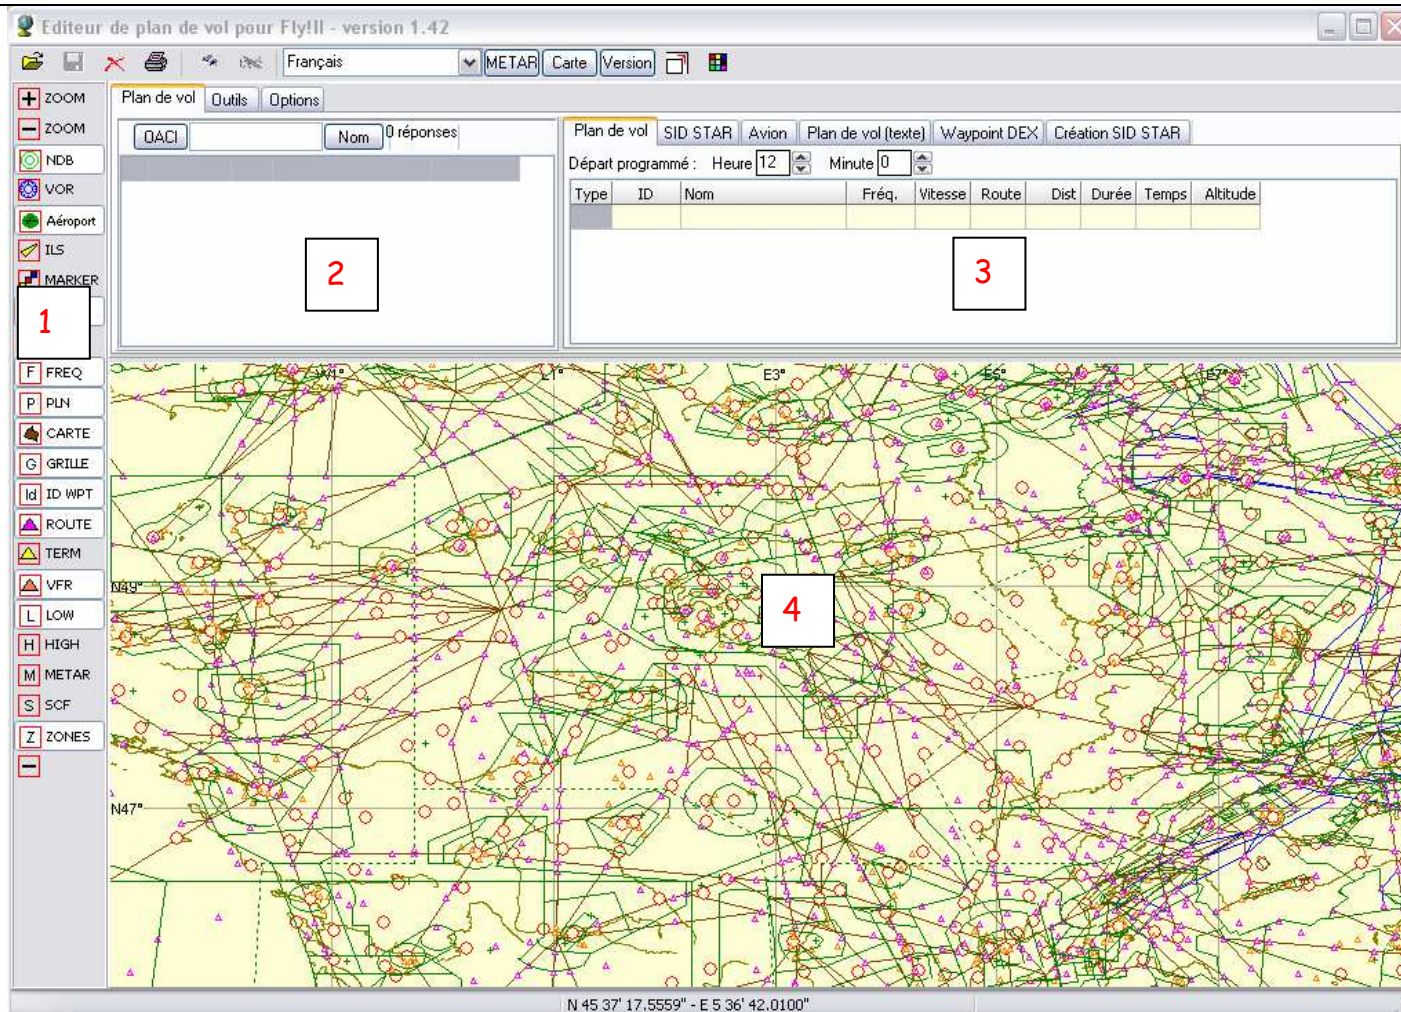 Editeur de plan de vol pour Fly!II - version 1.42
Français
METAR
Carte
Version
ZOOM
ZOOM
NDB
VOR
Aéroport
ILS
MARKER
1
F FREQ
P PLN
CARTE
G GRILLE
Id ID WPT
ROUTE
TERM
VFR
L LOW
H HIGH
M METAR
S SCF
Z ZONES
Plan de vol
Outils
Options
OACI
Nom
0 réponses
2
Plan de vol
SID STAR
Avion
Plan de vol (texte)
Waypoint DEX
Création SID STAR
Départ programmé : Heure 12 Minute 0
Type ID Nom Fréq. Vitesse Route Dist Durée Temps Altitude
3
W1° E1° E3° E5° E7°
N49°
4
N47°
N 45 37' 17.5559" - E 5 36' 42.0100"